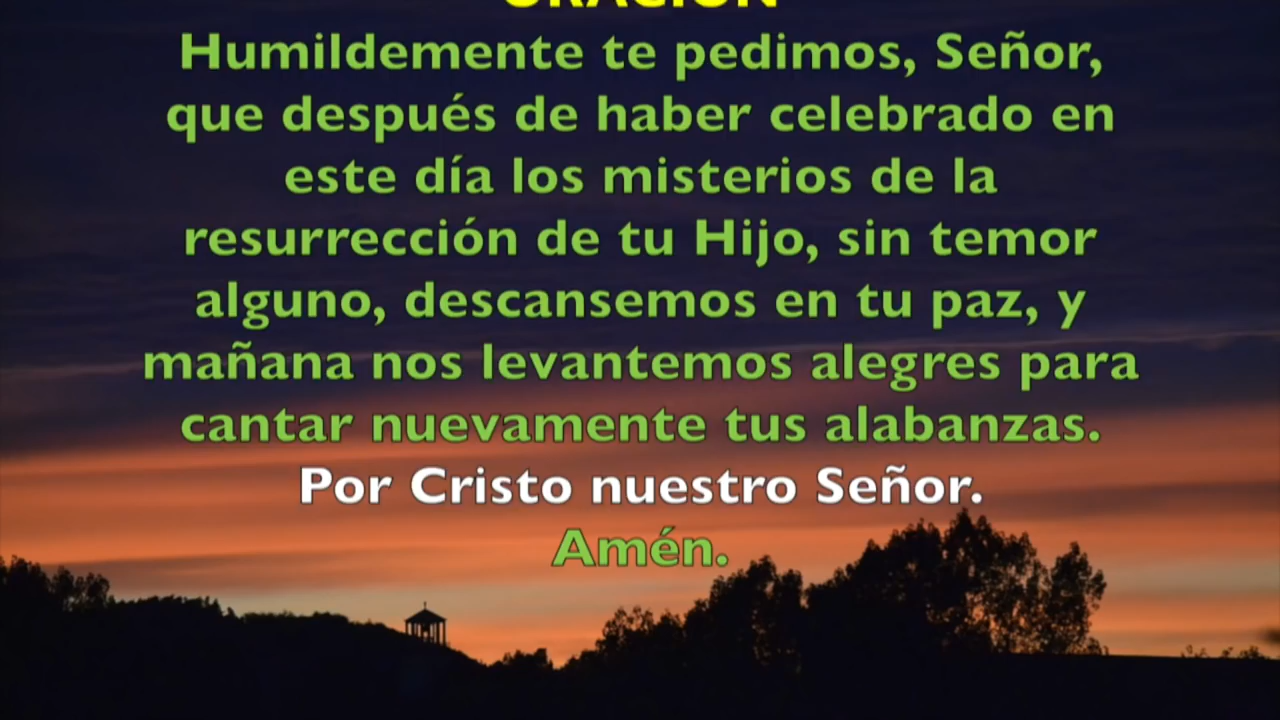 ORACIÓN
Humildemente te pedimos, Señor,
que después de haber celebrado en
este día los misterios de la
resurrección de tu Hijo, sin temor
alguno, descansemos en tu paz, y
mañana nos levantemos alegres para
cantar nuevamente tus alabanzas.
Por Cristo nuestro Señor.
Amén.